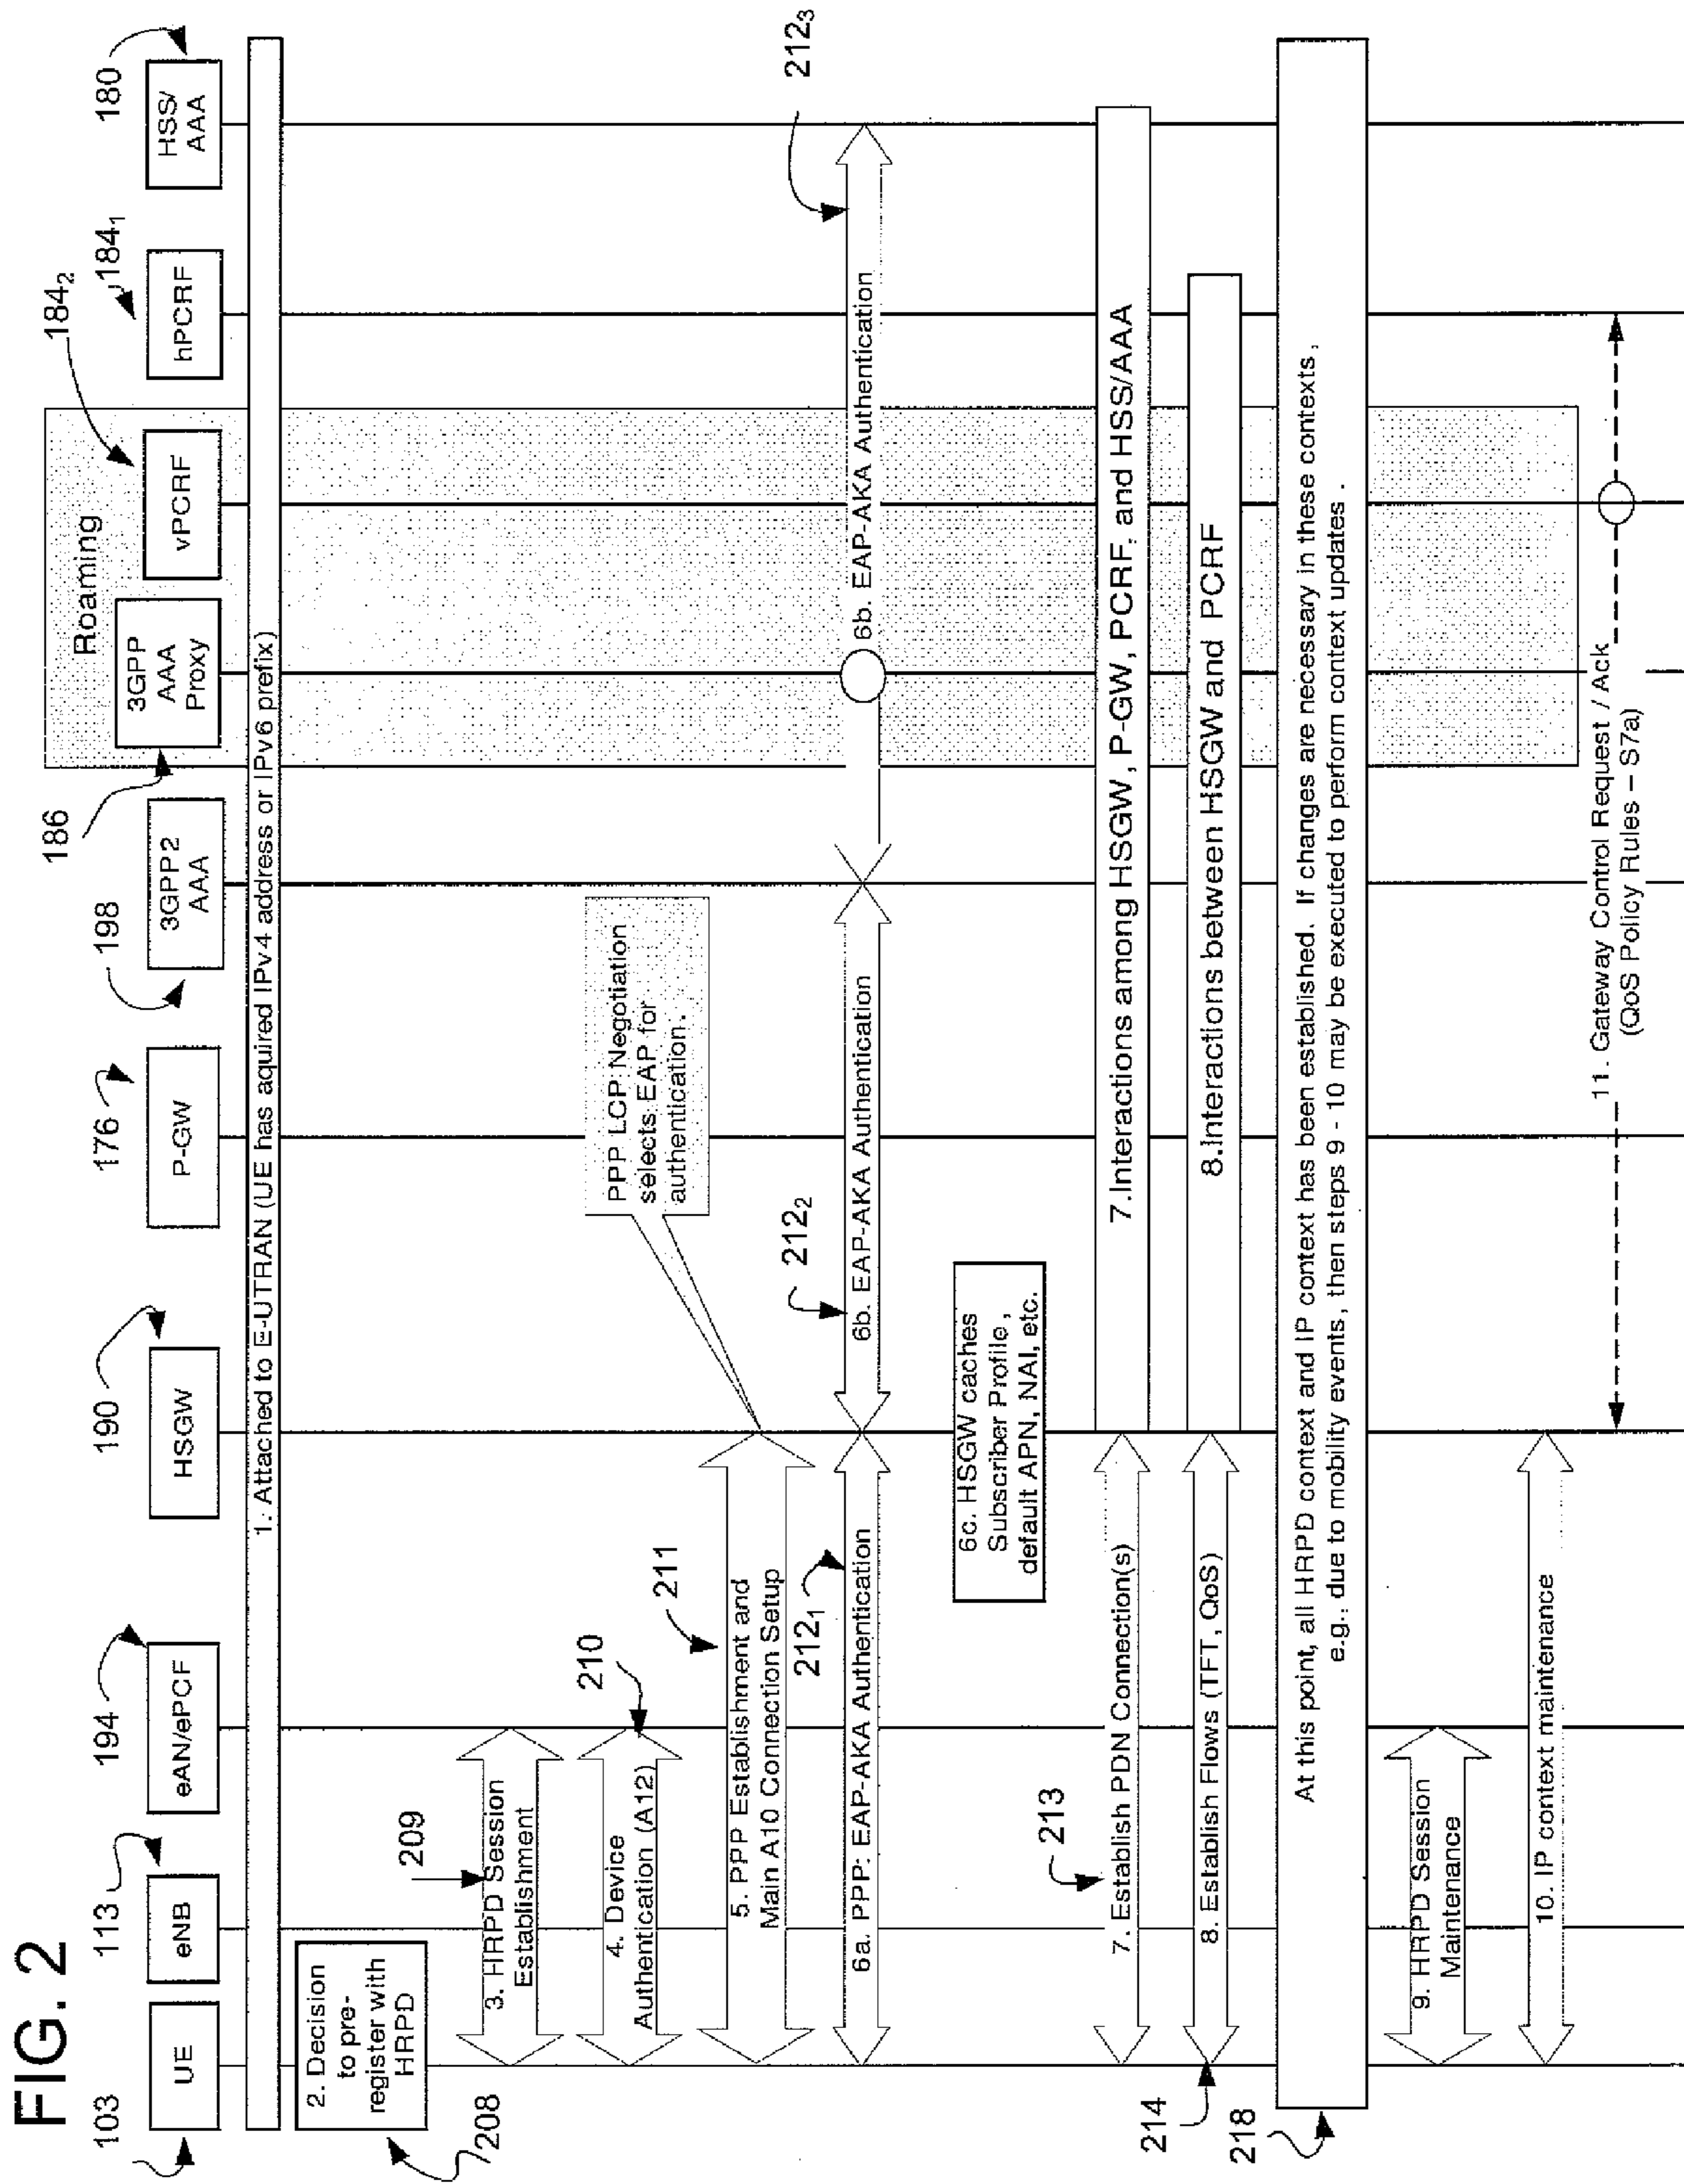 FIG. 2
103
113
194
190
176
198
186
184₂
184₁
180
Roaming
UE
eNB
eAN/ePCF
HSGW
P-GW
3GPP2
AAA
3GPP
AAA
Proxy
vPCRF
hPCRF
HSS/
AAA
1. Attached to E-UTRAN (UE has aquired IPv4 address or IPv6 prefix)
2. Decision
to pre-
register with
HRPD
208
209
3. HRPD Session
Establishment
4. Device
Authentication (A12)
210
PPP LCP Negotiation
selects EAP for
authentication.
211
5. PPP Establishment and
Main A10 Connection Setup
212₁
212₂
212₃
6a. PPP: EAP-AKA Authentication
6b. EAP-AKA Authentication
6b. EAP-AKA Authentication
6c. HSGW caches
Subscriber Profile,
default APN, NAI, etc.
213
7. Establish PDN Connection(s)
7.Interactions among HSGW, P-GW, PCRF, and HSS/AAA
214
8. Establish Flows (TFT, QoS)
8.Interactions between HSGW and PCRF
218
At this point, all HRPD context and IP context has been established. If changes are necessary in these contexts,
e.g., due to mobility events, then steps 9 - 10 may be executed to perform context updates.
9. HRPD Session
Maintenance
10. IP context maintenance
11. Gateway Control Request / Ack
(QoS Policy Rules – S7a)